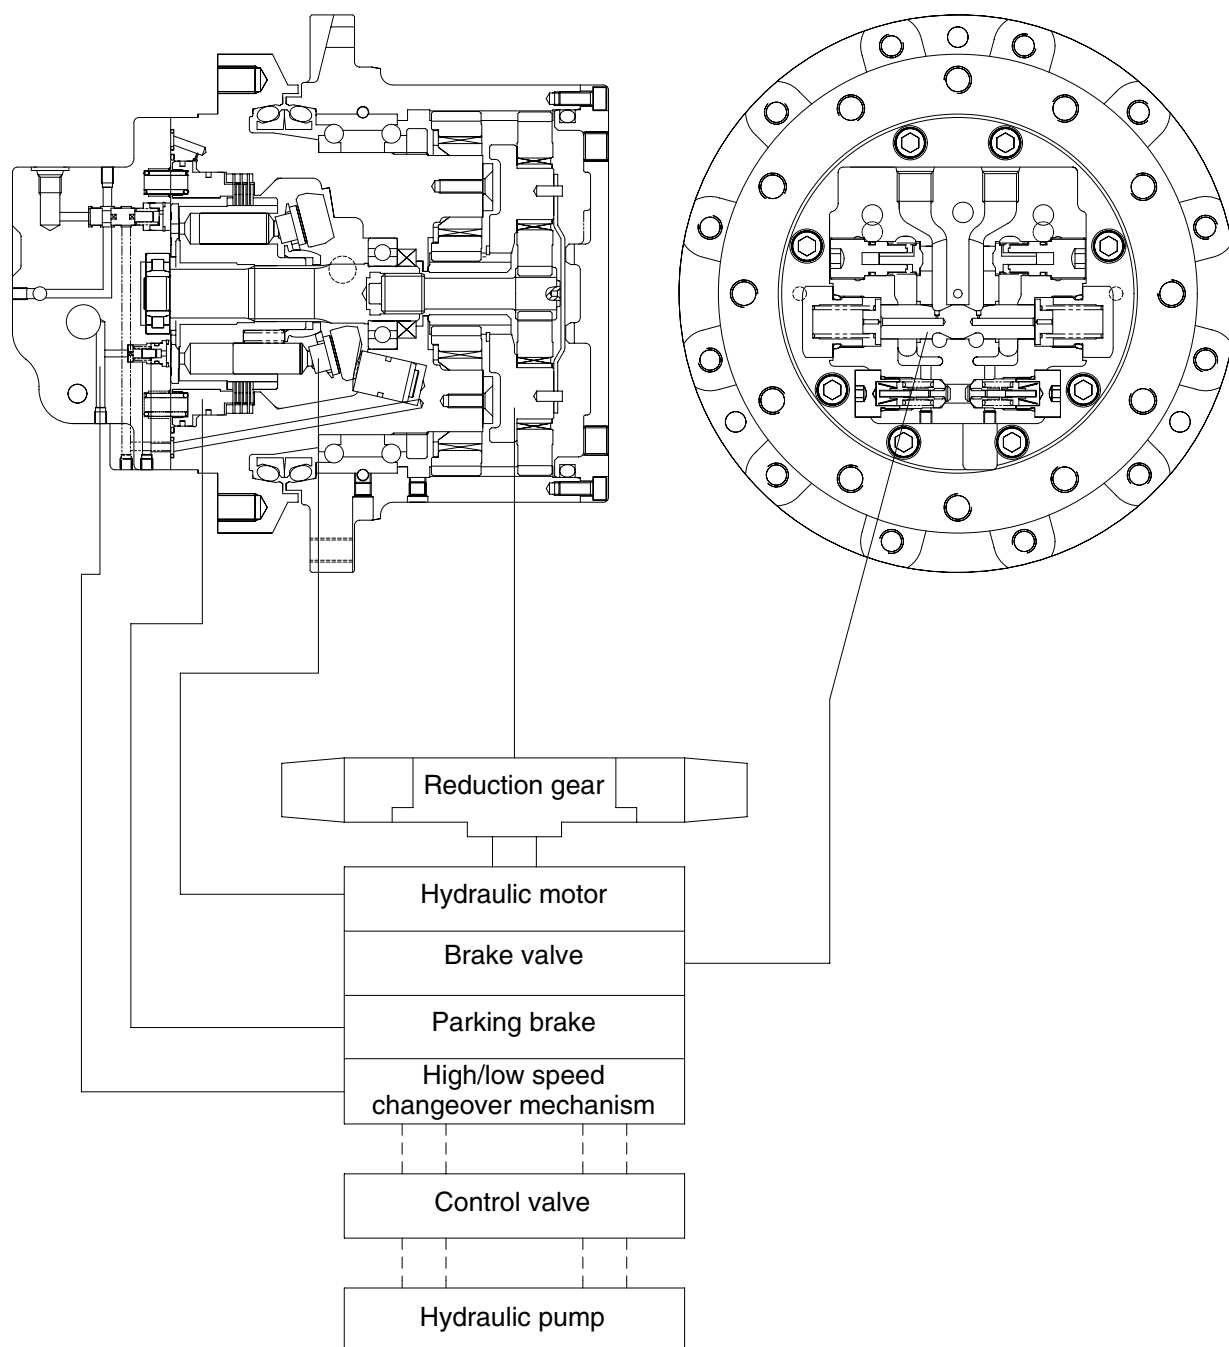 Reduction gear
Hydraulic motor
Brake valve
Parking brake
High/low speed
changeover mechanism
Control valve
Hydraulic pump